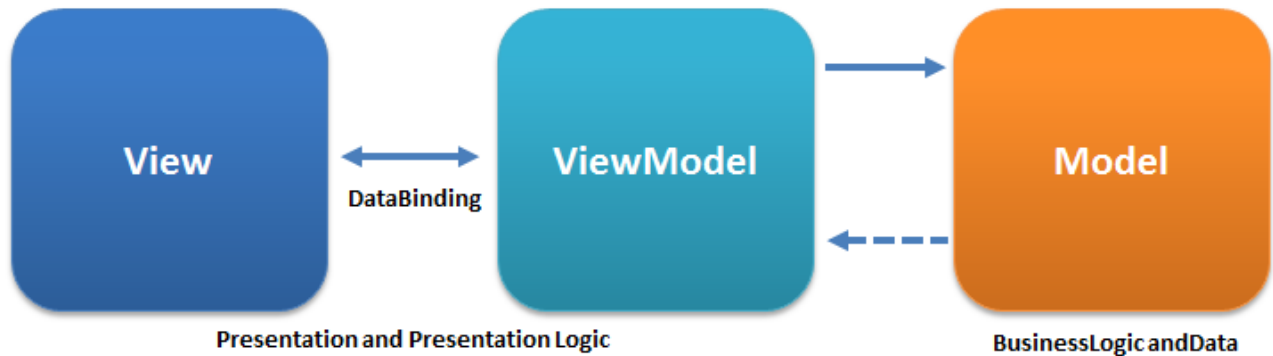 View
ViewModel
Model
DataBinding
Presentation and Presentation Logic
BusinessLogic andData